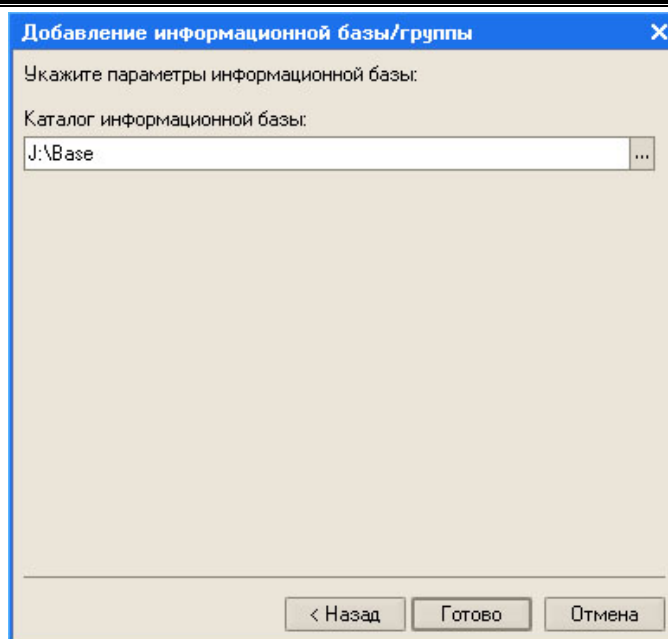 Добавление информационной базы/группы
Укажите параметры информационной базы:
Каталог информационной базы:
J:\Base
...
< Назад Готово Отмена